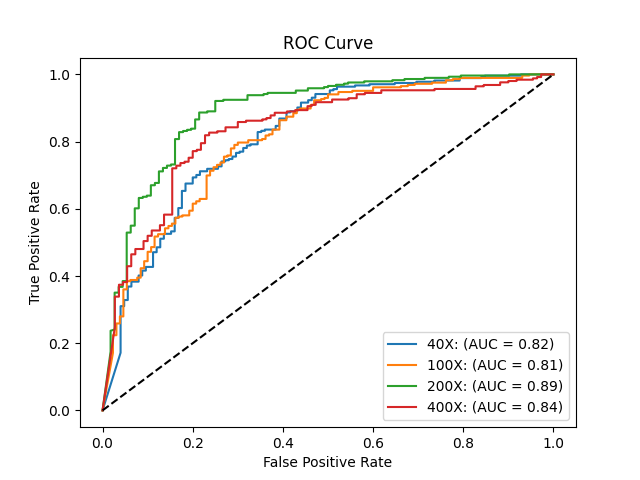 ROC Curve
1.0
0.8
0.6
0.4
0.2
0.0
True Positive Rate
0.0 0.2 0.4 0.6 0.8 1.0
False Positive Rate
40X: (AUC = 0.82)
100X: (AUC = 0.81)
200X: (AUC = 0.89)
400X: (AUC = 0.84)